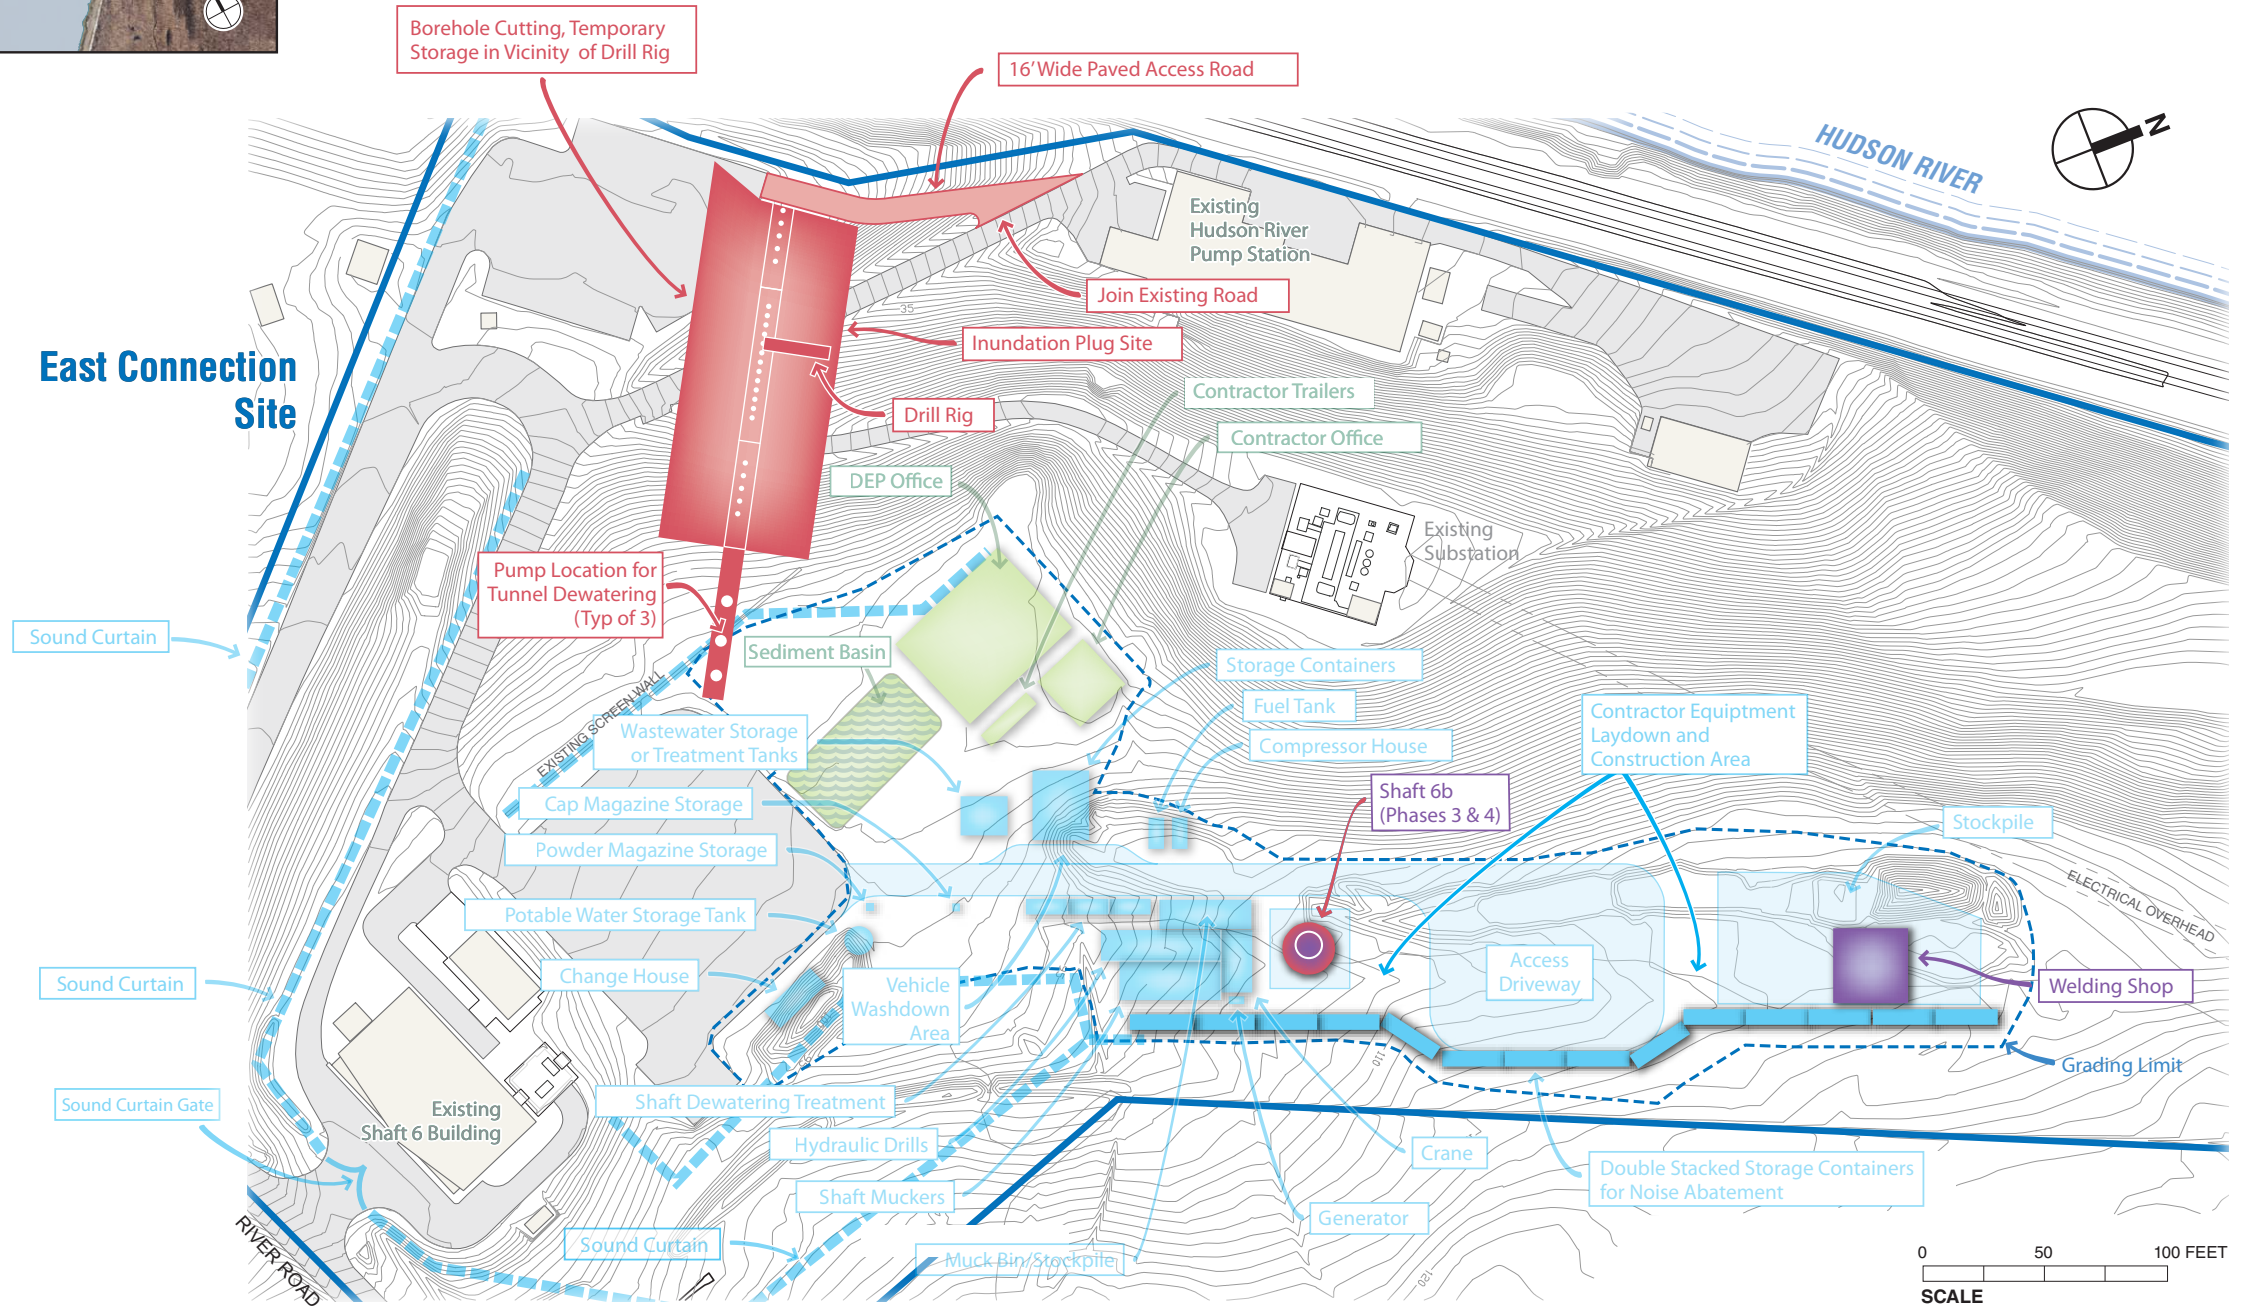 Borehole Cutting, Temporary
Storage in Vicinity of Drill Rig
16' Wide Paved Access Road
HUDSON RIVER
N
Existing
Hudson River
Pump Station
Join Existing Road
35
Inundation Plug Site
East Connection
Site
Contractor Trailers
Drill Rig
Contractor Office
DEP Office
Existing
Substation
Pump Location for
Tunnel Dewatering
(Typ of 3)
Sound Curtain
Sediment Basin
Storage Containers
EXISTING SCREEN WALL
Fuel Tank
Wastewater Storage
or Treatment Tanks
Contractor Equiptment
Laydown and
Construction Area
Compressor House
Cap Magazine Storage
Shaft 6b
(Phases 3 & 4)
Stockpile
Powder Magazine Storage
ELECTRICAL OVERHEAD
Potable Water Storage Tank
Change House
Access
Driveway
Sound Curtain
Vehicle
Washdown
Area
Welding Shop
110
Grading Limit
Shaft Dewatering Treatment
Sound Curtain Gate
Existing
Shaft 6 Building
Hydraulic Drills
Crane
Double Stacked Storage Containers
for Noise Abatement
Shaft Muckers
Generator
RIVER ROAD
Sound Curtain
Muck Bin/Stockpile
120
0 50 100 FEET
SCALE